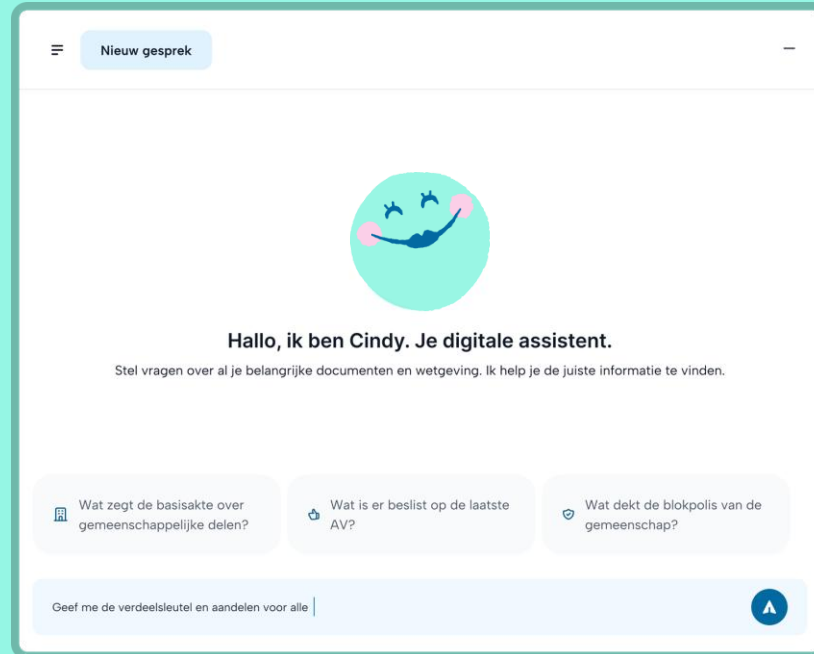 Nieuw gesprek
Hallo, ik ben Cindy. Je digitale assistent.
Stel vragen over al je belangrijke documenten en wetgeving. Ik help je de juiste informatie te vinden.
Wat zegt de basisakte over
gemeenschappelijke delen?
Wat is er beslist op de laatste
AV?
Wat dekt de blokpolis van de
gemeenschap?
Geef me de verdeelsleutel en aandelen voor alle